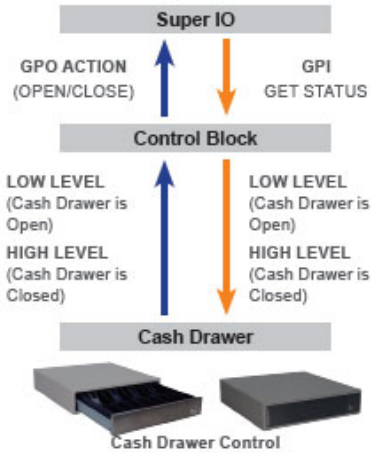 Super IO
GPO ACTION
(OPEN/CLOSE)
GPI
GET STATUS
Control Block
LOW LEVEL
(Cash Drawer is
Open)
HIGH LEVEL
(Cash Drawer is
Closed)
LOW LEVEL
(Cash Drawer is
Open)
HIGH LEVEL
(Cash Drawer is
Closed)
Cash Drawer
Cash Drawer Control